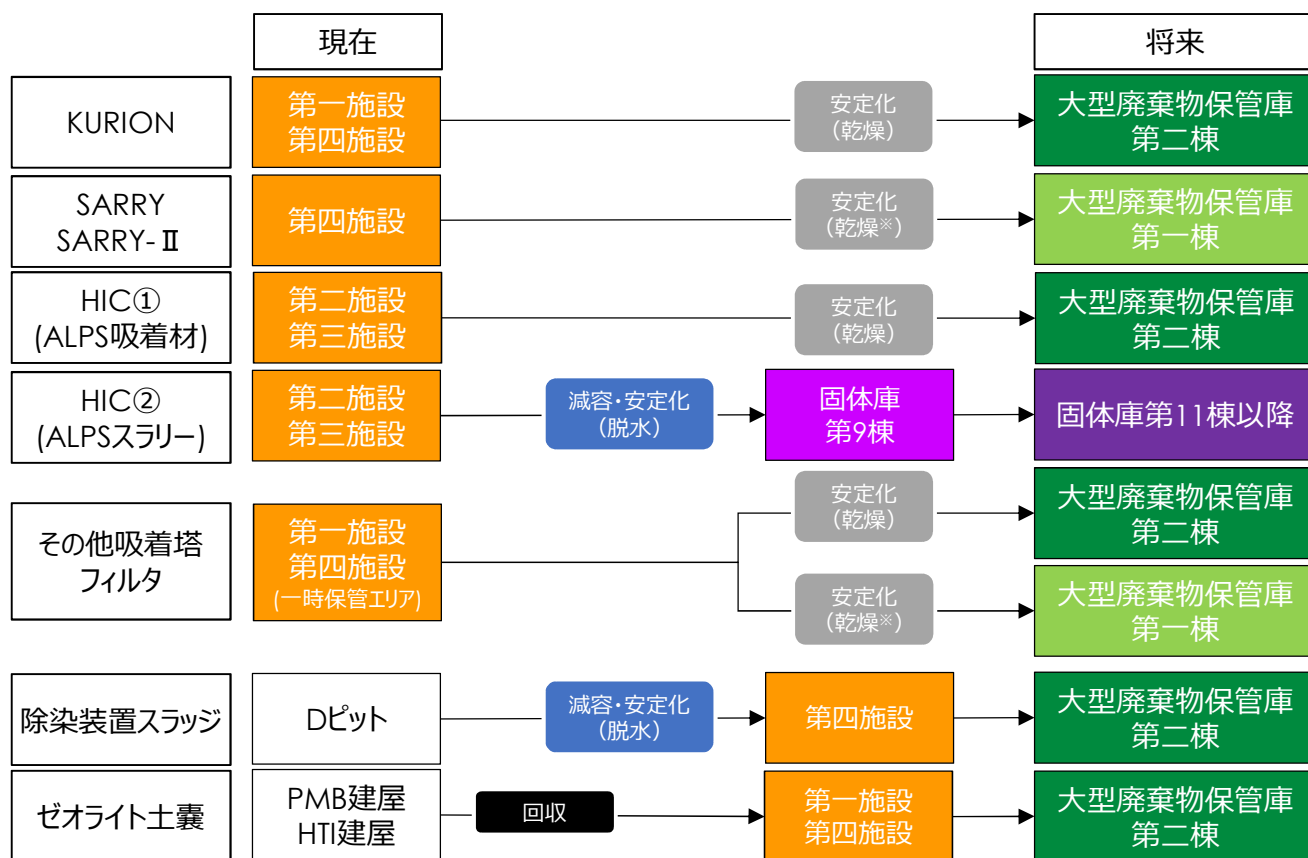 現在
将来
KURION
第一施設
第四施設
安定化
(乾燥)
大型廃棄物保管庫
第二棟
SARRY
SARRY-Ⅱ
第四施設
安定化
(乾燥※)
大型廃棄物保管庫
第一棟
HIC①
(ALPS吸着材)
第二施設
第三施設
安定化
(乾燥)
大型廃棄物保管庫
第二棟
HIC②
(ALPSスラリー)
第二施設
第三施設
減容・安定化
(脱水)
固体庫
第9棟
固体庫第11棟以降
その他吸着塔
フィルタ
第一施設
第四施設
(一時保管エリア)
安定化
(乾燥)
大型廃棄物保管庫
第二棟
安定化
(乾燥※)
大型廃棄物保管庫
第一棟
除染装置スラッジ
Dピット
減容・安定化
(脱水)
第四施設
大型廃棄物保管庫
第二棟
ゼオライト土嚢
PMB建屋
HTI建屋
回収
第一施設
第四施設
大型廃棄物保管庫
第二棟